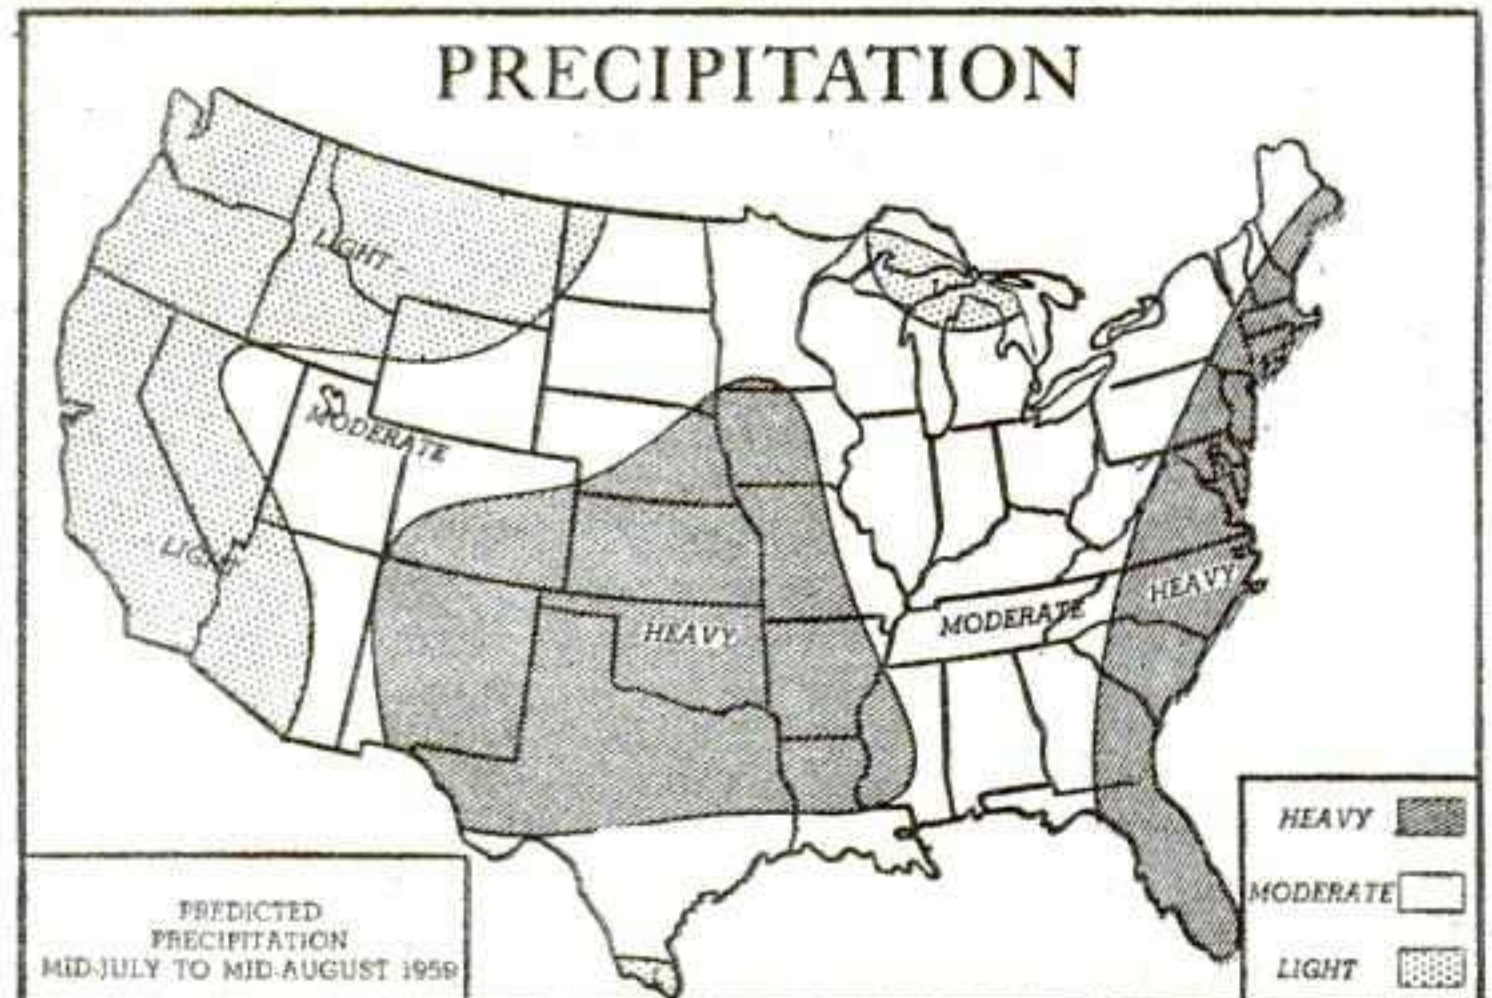 PRECIPITATION
LIGHT
MODERATE
LIGHT
HEAVY
MODERATE
HEAVY
HEAVY
MODERATE
LIGHT
PREDICTED
PRECIPITATION
MID-JULY TO MID-AUGUST 1959